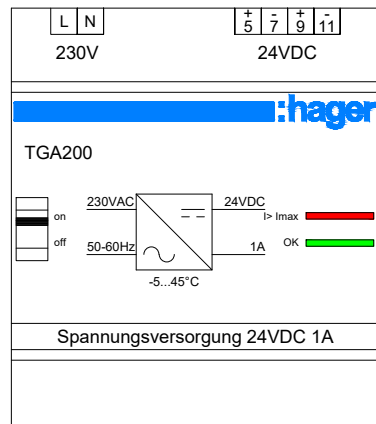 L N
+ - + -
5 7 9 11
230V 24VDC
:hager
TGA200
230VAC 24VDC
on
I> Imax
off
50-60Hz 1A
OK
-5...45°C
Spannungsversorgung 24VDC 1A